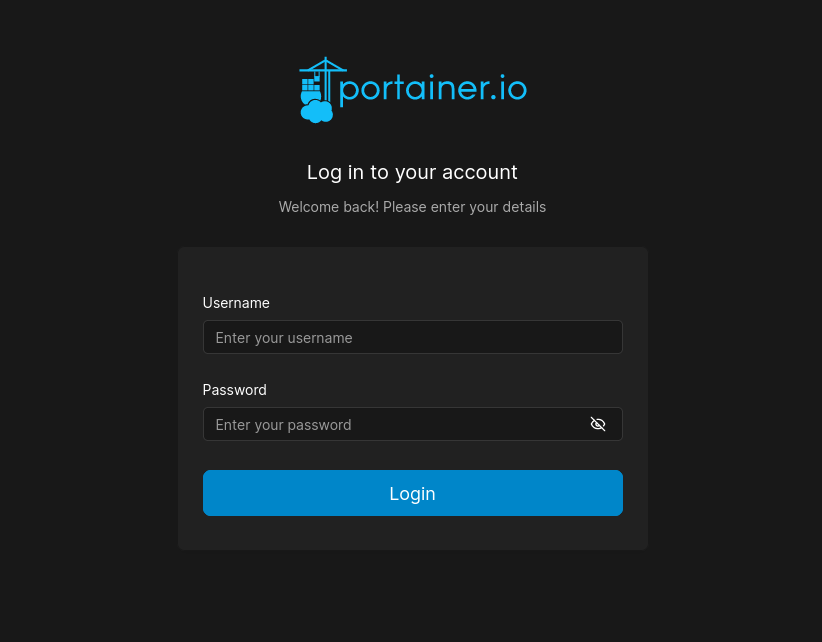 portainer.io
Log in to your account
Welcome back! Please enter your details
Username
Enter your username
Password
Enter your password
Login